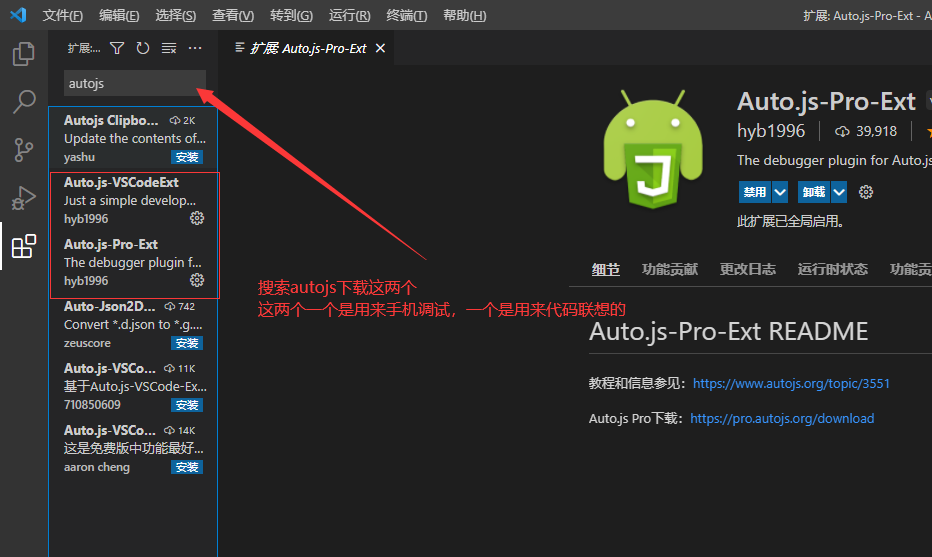 文件(F) 编辑(E) 选择(S) 查看(V) 转到(G) 运行(R) 终端(T) 帮助(H) 扩展: Auto.js-Pro-Ext - A
扩展:...
扩展 Auto.js-Pro-Ext
autojs
Autojs Clipbo... 2K
Update the contents of...
yashu 安装
Auto.js-VSCodeExt
Just a simple develop...
hyb1996
Auto.js-Pro-Ext
The debugger plugin f...
hyb1996
Auto-Json2D... 742
Convert *.d.json to *.g....
zeuscore 安装
Auto.js-VSCo... 11K
基于Auto.js-VSCode-Ex...
710850609 安装
Auto.js-VSCo... 14K
这是免费版中功能最好...
aaron cheng 安装
搜索autojs下载这两个
这两个一个是用来手机调试，一个是用来代码联想的
Auto.js-Pro-Ext
hyb1996 39,918
The debugger plugin for Auto.js
禁用 卸载
此扩展已全局启用。
细节 功能贡献 更改日志 运行时状态 功能贡
Auto.js-Pro-Ext README
教程和信息参见：https://www.autojs.org/topic/3551
Auto.js Pro下载：https://pro.autojs.org/download